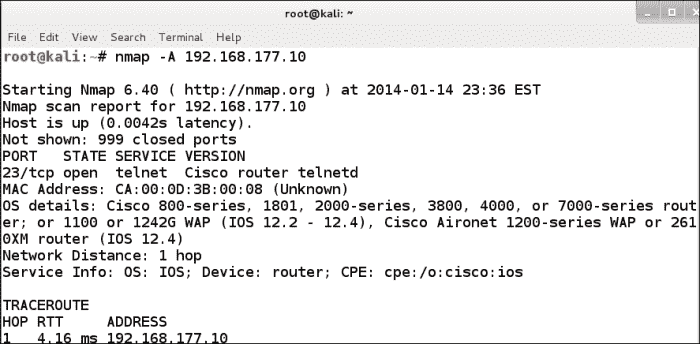 root@kali: ~
File Edit View Search Terminal Help
root@kali:~# nmap -A 192.168.177.10
Starting Nmap 6.40 ( http://nmap.org ) at 2014-01-14 23:36 EST
Nmap scan report for 192.168.177.10
Host is up (0.0042s latency).
Not shown: 999 closed ports
PORT   STATE SERVICE VERSION
23/tcp open  telnet  Cisco router telnetd
MAC Address: CA:00:0D:3B:00:08 (Unknown)
OS details: Cisco 800-series, 1801, 2000-series, 3800, 4000, or 7000-series rout
er; or 1100 or 1242G WAP (IOS 12.2 - 12.4), Cisco Aironet 1200-series WAP or 261
0XM router (IOS 12.4)
Network Distance: 1 hop
Service Info: OS: IOS; Device: router; CPE: cpe:/o:cisco:ios
TRACEROUTE
HOP RTT     ADDRESS
1   4.16 ms 192.168.177.10